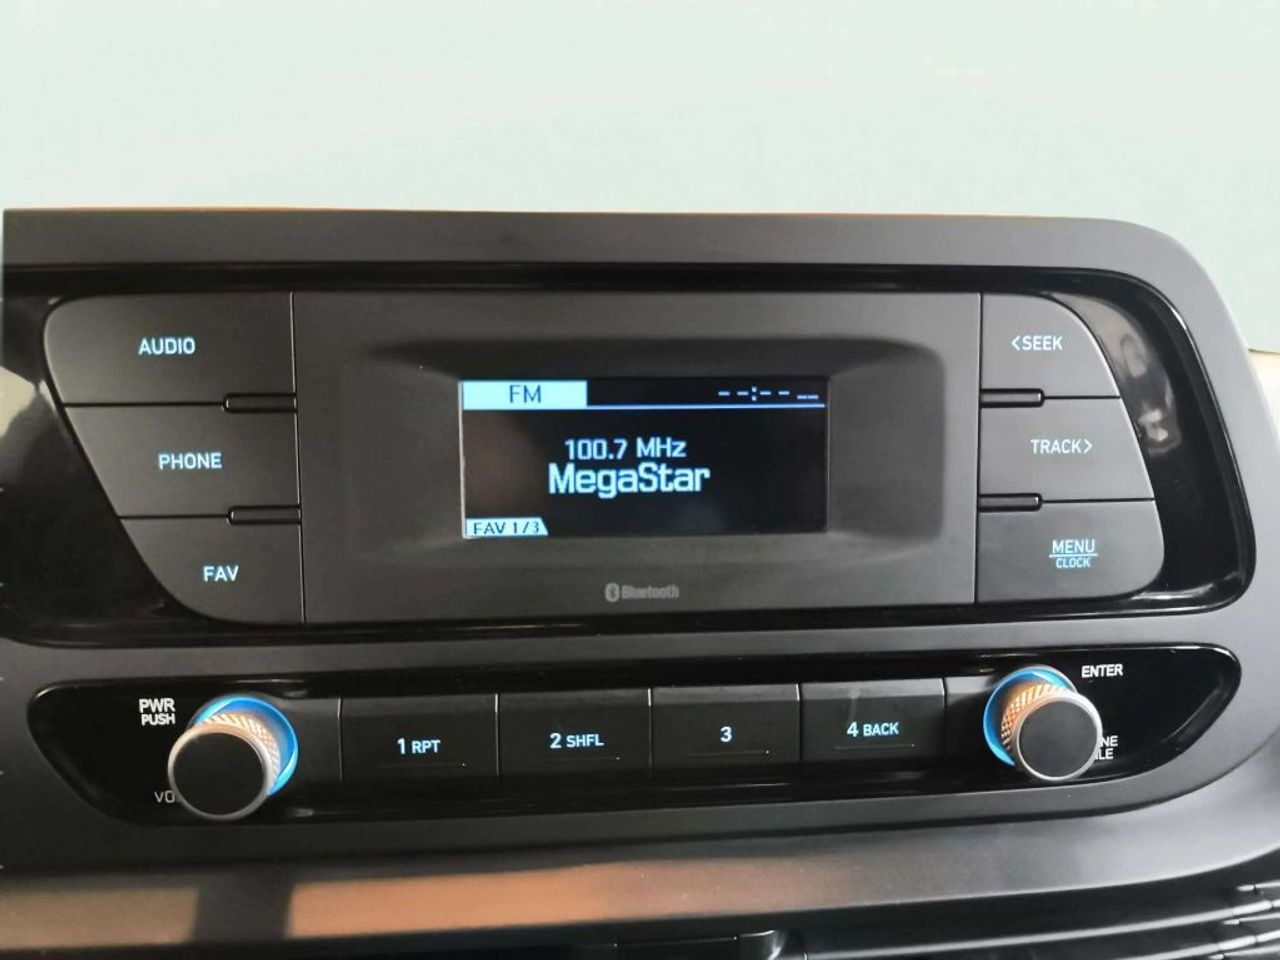 AUDIO
<SEEK
FM
--:-- __
PHONE
100.7 MHz
MegaStar
TRACK>
FAV
FAV 1/3
MENU
CLOCK
Bluetooth
PWR
PUSH
ENTER
1 RPT
2 SHFL
3
4 BACK